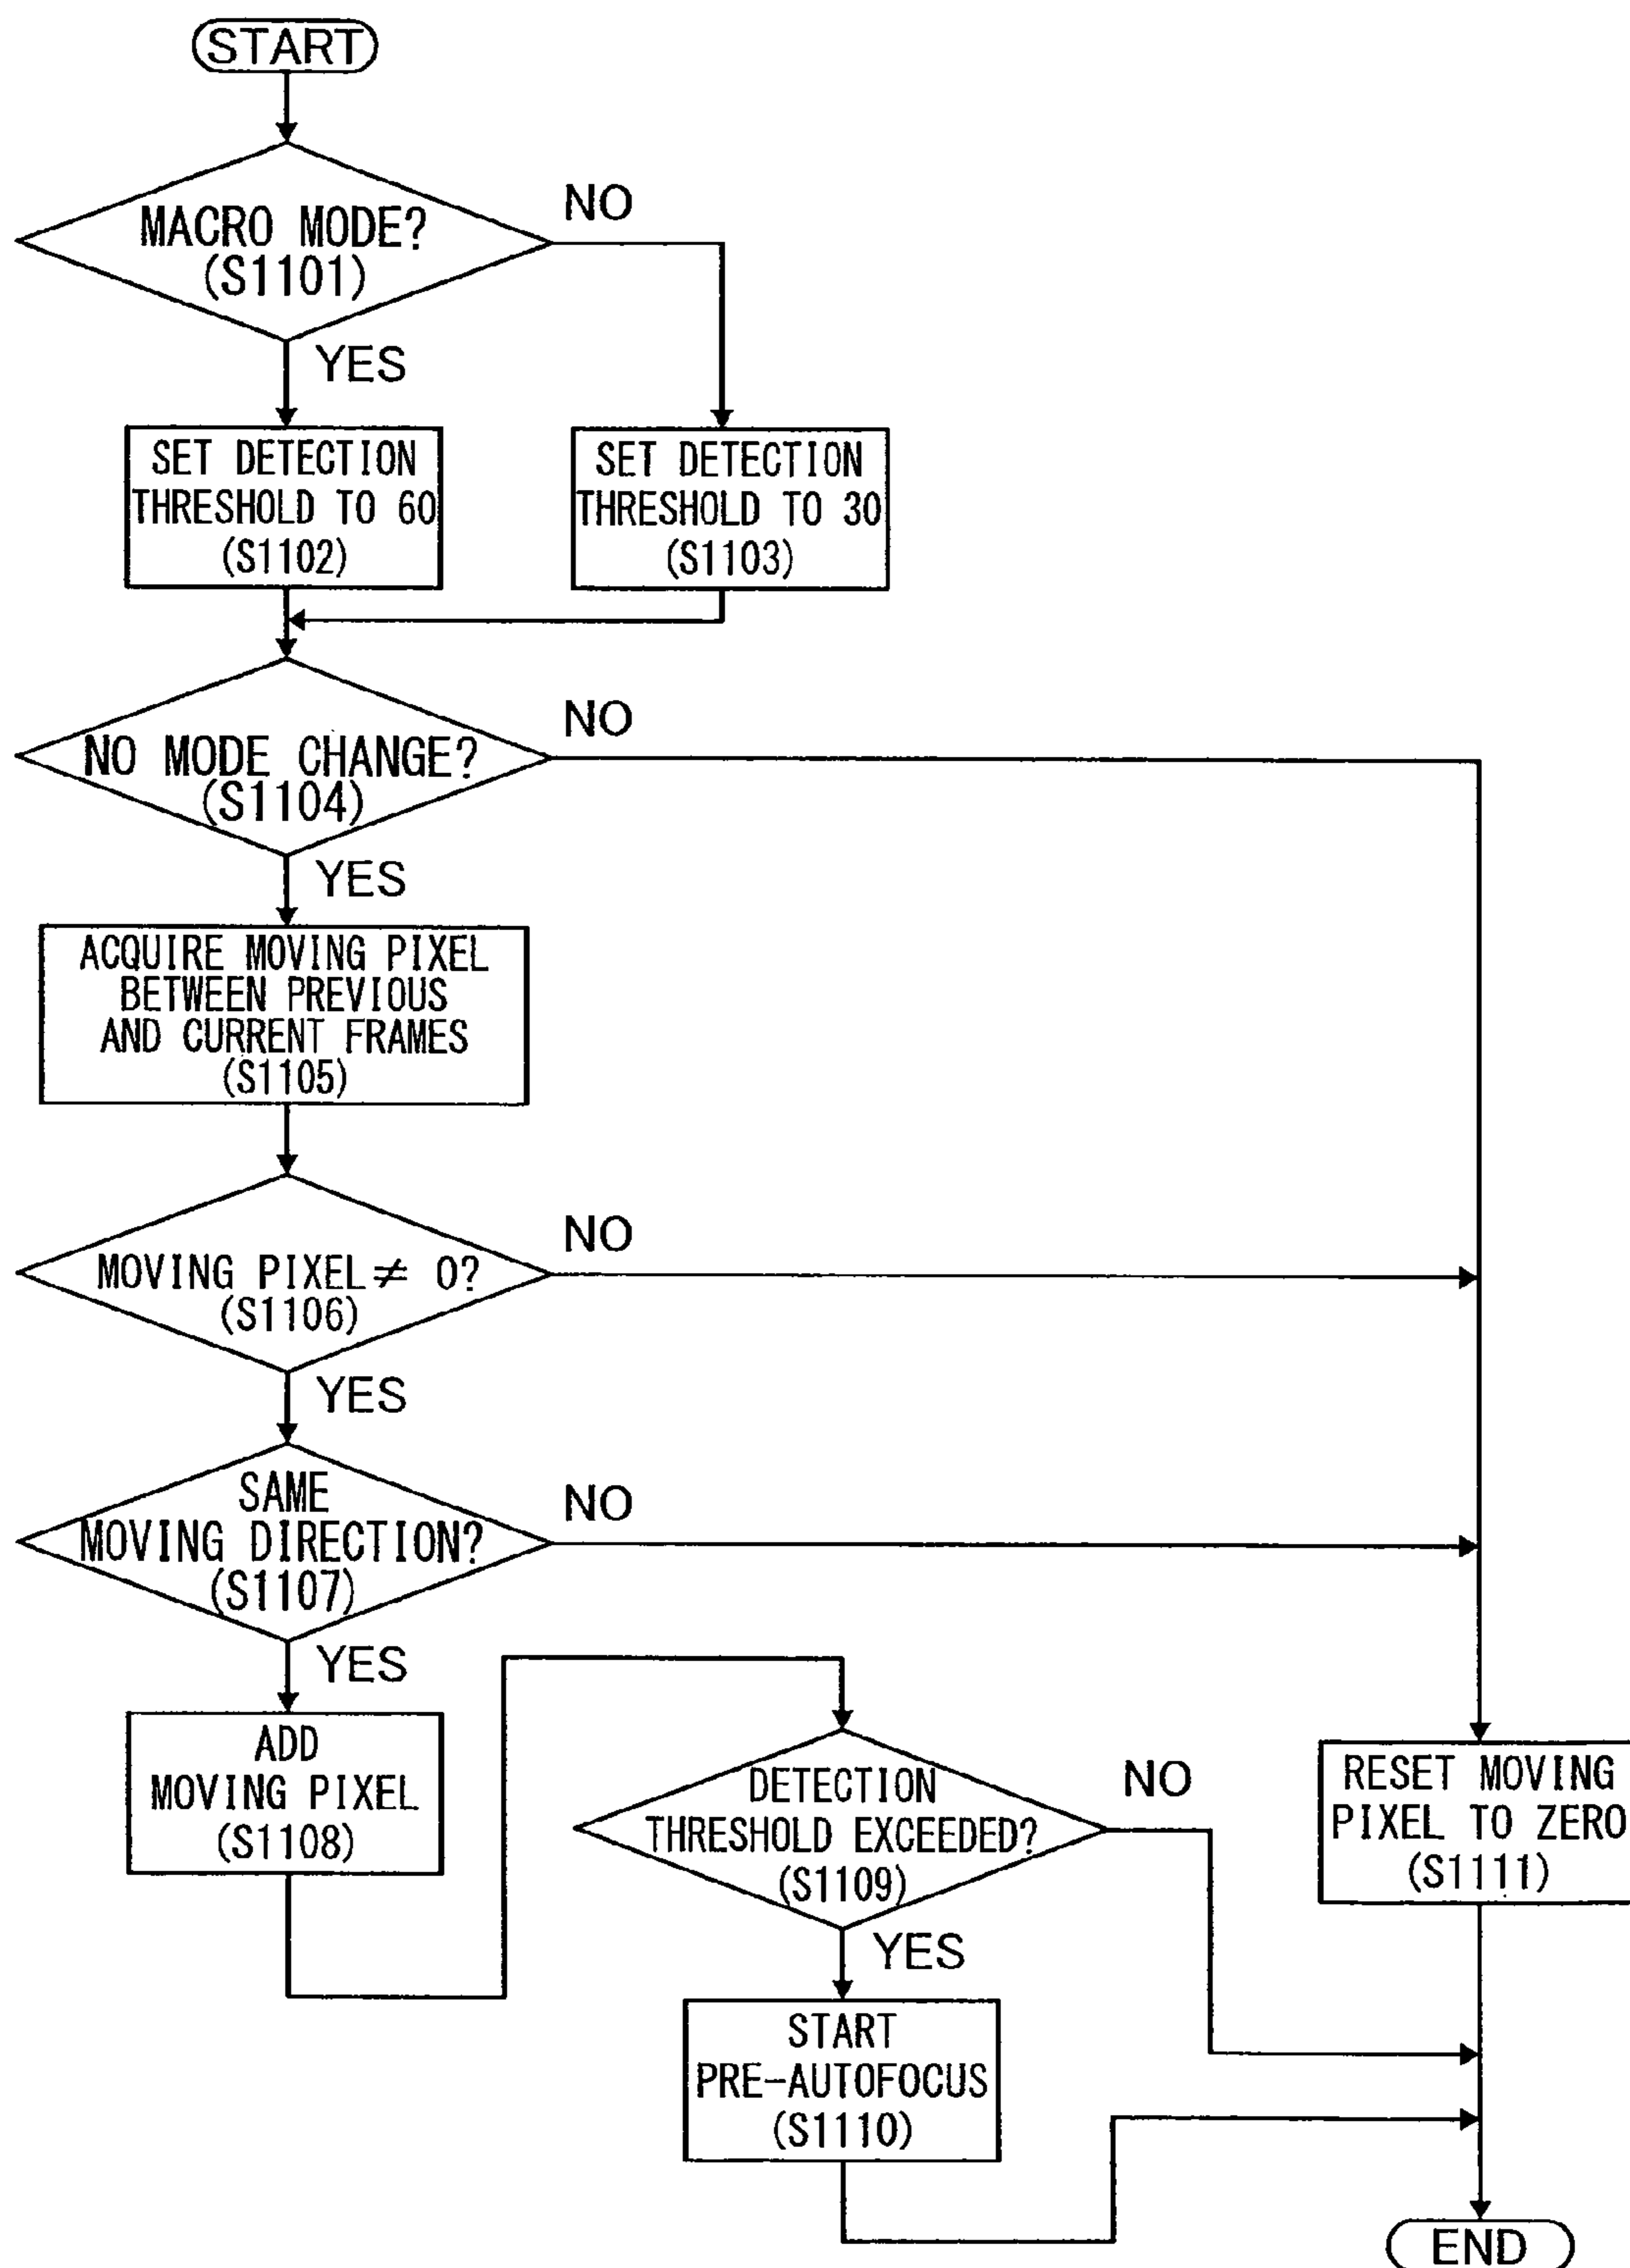 START
MACRO MODE?
(S1101)
NO
YES
SET DETECTION
THRESHOLD TO 60
(S1102)
SET DETECTION
THRESHOLD TO 30
(S1103)
NO MODE CHANGE?
(S1104)
NO
YES
ACQUIRE MOVING PIXEL
BETWEEN PREVIOUS
AND CURRENT FRAMES
(S1105)
MOVING PIXEL≠ 0?
(S1106)
NO
YES
SAME
MOVING DIRECTION?
(S1107)
NO
YES
ADD
MOVING PIXEL
(S1108)
DETECTION
THRESHOLD EXCEEDED?
(S1109)
NO
YES
START
PRE-AUTOFOCUS
(S1110)
RESET MOVING
PIXEL TO ZERO
(S1111)
END